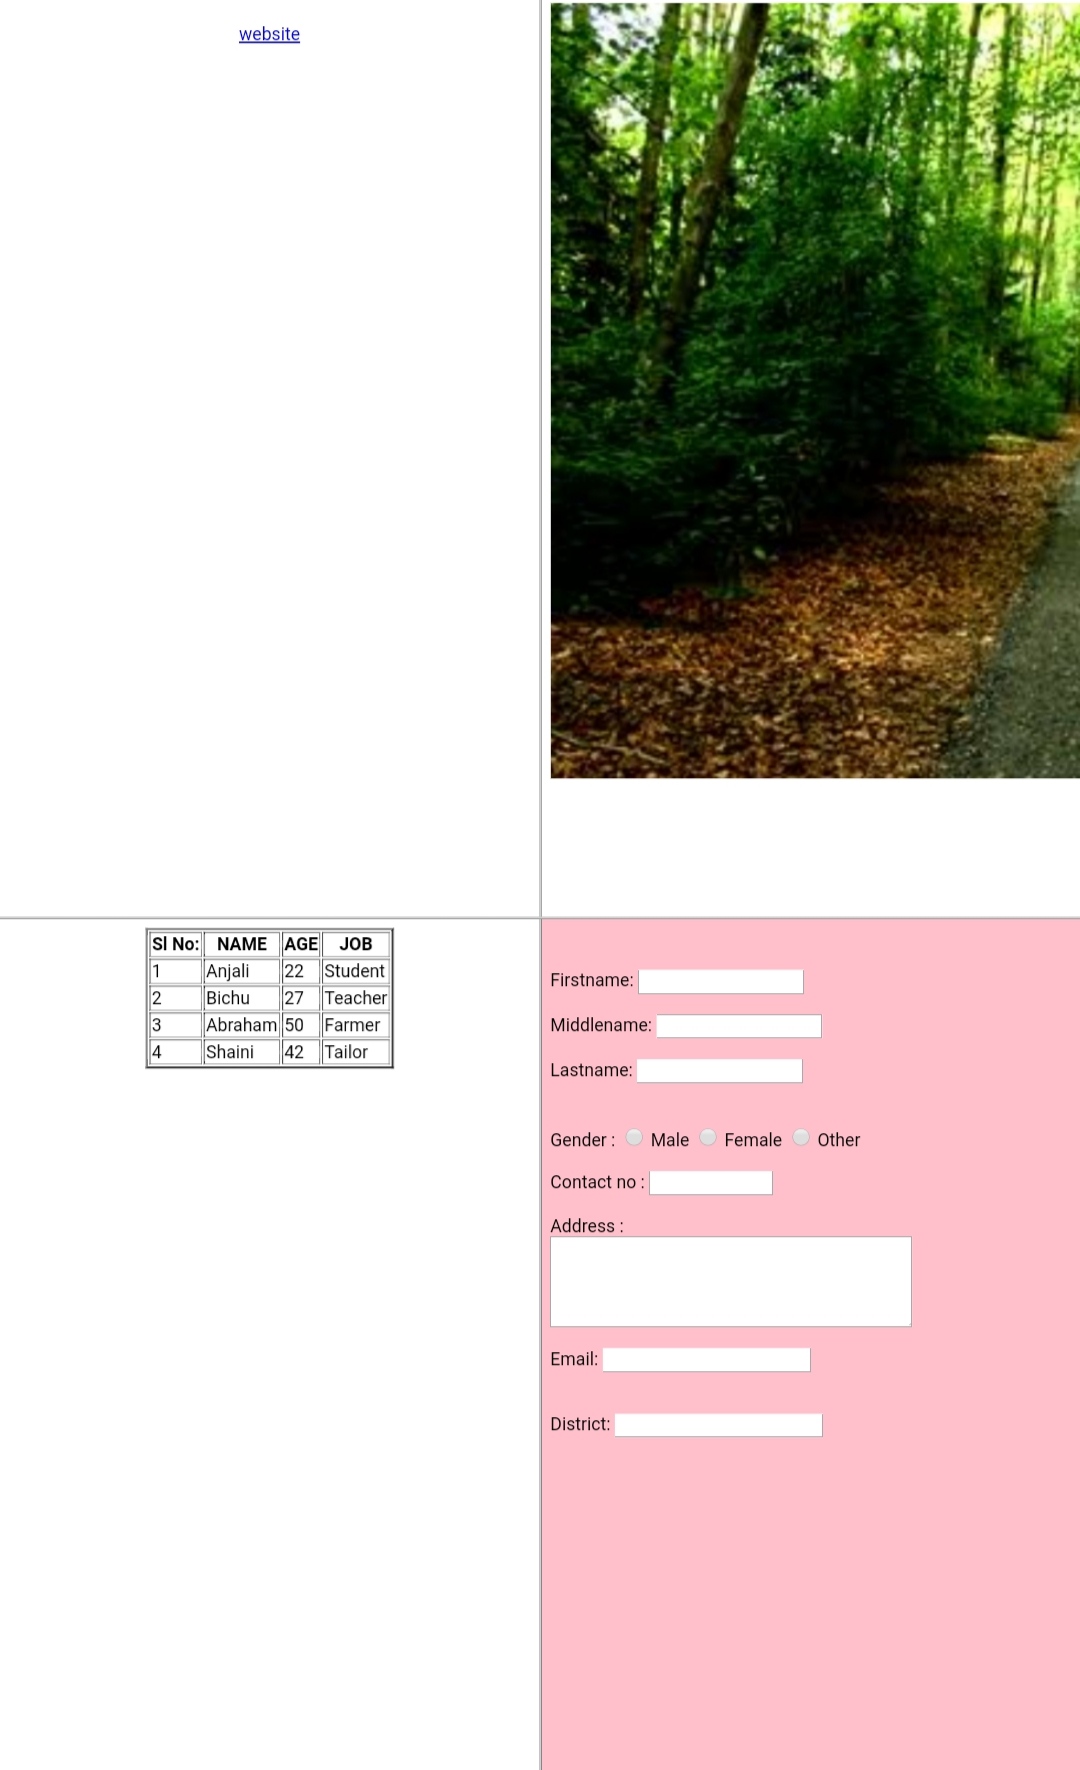 website
Sl No: NAME AGE JOB
1 Anjali 22 Student
2 Bichu 27 Teacher
3 Abraham 50 Farmer
4 Shaini 42 Tailor
Firstname:
Middlename:
Lastname:
Gender : Male Female Other
Contact no :
Address :
Email:
District: